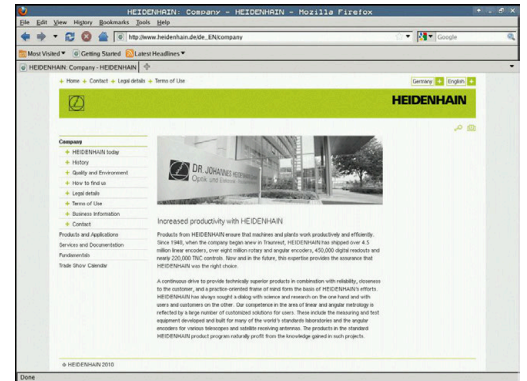 HEIDENHAIN: Company - HEIDENHAIN - Mozilla Firefox
File Edit View History Bookmarks Tools Help
http://www.heidenhain.de/de_EN/company
Google
Most Visited Getting Started Latest Headlines
HEIDENHAIN: Company - HEIDENHAIN
Home Contact Legal details Terms of Use
Germany English
HEIDENHAIN
Company
HEIDENHAIN today
History
Quality and Environment
How to find us
Legal details
Terms of Use
Business Information
Contact
Products and Applications
Services and Documentation
Fundamentals
Trade Show Calendar
DR. JOHANNES HEIDENHAIN
Optik und
Increased productivity with HEIDENHAIN
Products from HEIDENHAIN ensure that machines and plants work productively and efficiently.
Since 1948, when the company began anew in Traunreut, HEIDENHAIN has shipped over 4.5
million linear encoders, over eight million rotary and angular encoders, 450,000 digital readouts and
nearly 220,000 TNC controls. Now and in the future, this expertise provides the assurance that
HEIDENHAIN was the right choice.
A continuous drive to provide technically superior products in combination with reliability, closeness
to the customer, and a practice-oriented frame of mind form the basis of HEIDENHAIN's efforts.
HEIDENHAIN has always sought a dialog with science and research on the one hand and with
users and customers on the other. Our competence in the area of linear and angular metrology is
reflected by a large number of customized solutions for users. These include the measuring and test
equipment developed and built for many of the world's standards laboratories and the angular
encoders for various telescopes and satellite receiving antennas. The products in the standard
HEIDENHAIN product program naturally profit from the knowledge gained in such projects.
© HEIDENHAIN 2010
Done